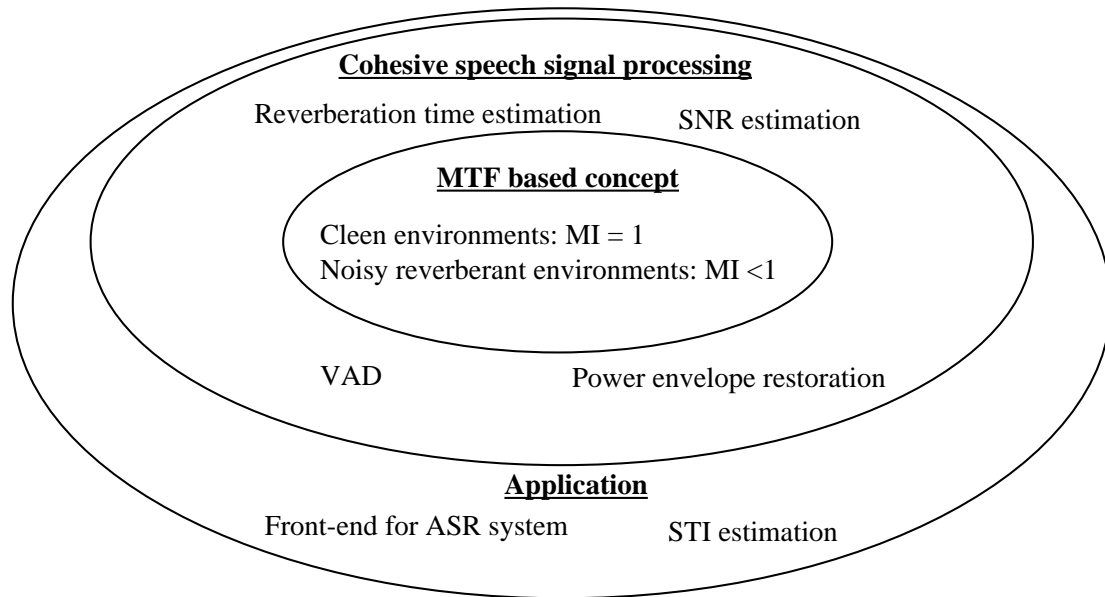 Cohesive speech signal processing
Reverberation time estimation
SNR estimation
MTF based concept
Cleen environments: MI = 1
Noisy reverberant environments: MI <1
VAD
Power envelope restoration
Application
Front-end for ASR system
STI estimation